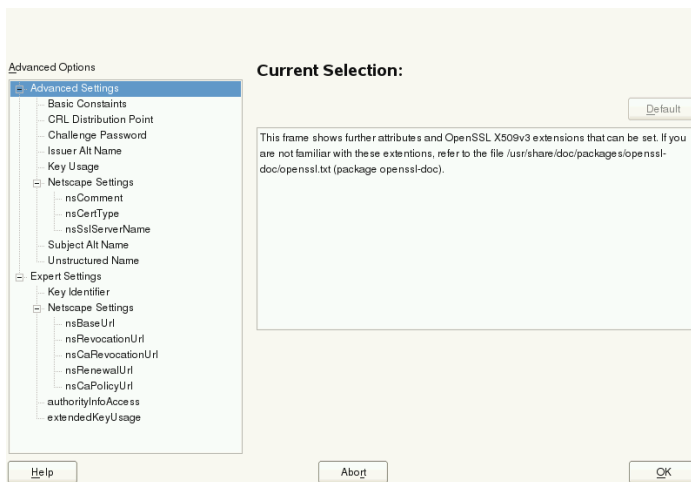 Advanced Options
Current Selection:
Advanced Settings
Basic Constaints
CRL Distribution Point
Challenge Password
Issuer Alt Name
Key Usage
Netscape Settings
nsComment
nsCertType
nsSslServerName
Subject Alt Name
Unstructured Name
Expert Settings
Key Identifier
Netscape Settings
nsBaseUrl
nsRevocationUrl
nsCaRevocationUrl
nsRenewalUrl
nsCaPolicyUrl
authorityInfoAccess
extendedKeyUsage
Default
This frame shows further attributes and OpenSSL X509v3 extensions that can be set. If you
are not familiar with these extentions, refer to the file /usr/share/doc/packages/openssl-
doc/openssl.txt (package openssl-doc).
Help
Abort
OK